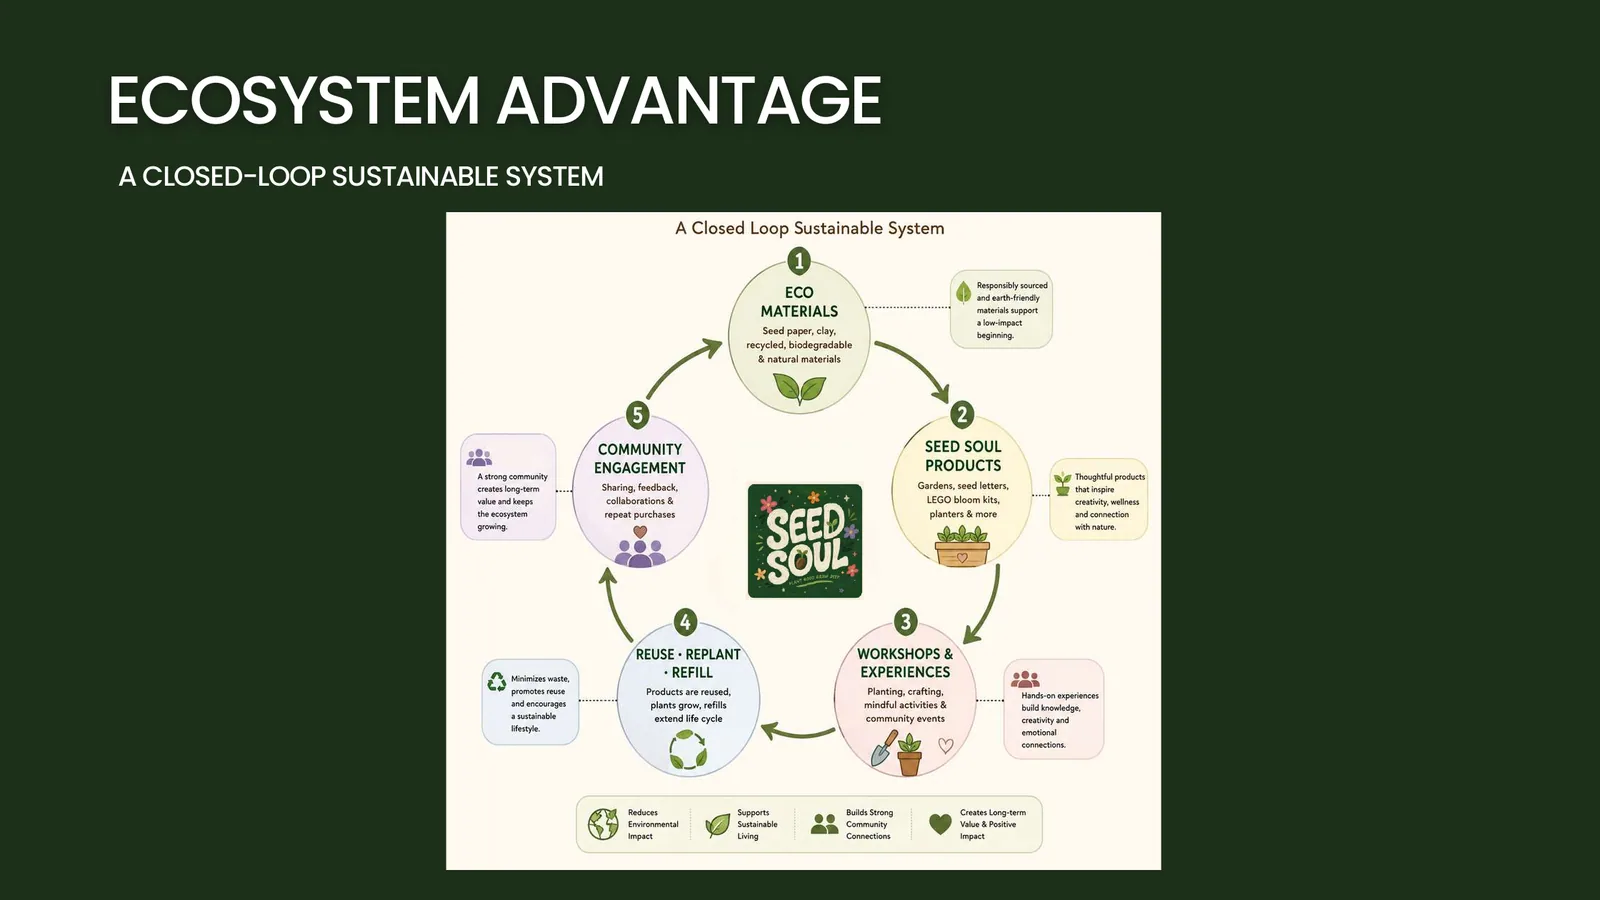 ECOSYSTEM ADVANTAGE
A CLOSED-LOOP SUSTAINABLE SYSTEM
A Closed Loop Sustainable System
1
ECO
MATERIALS
Seed paper, clay,
recycled, biodegradable
& natural materials
Responsibly sourced
and earth-friendly
materials support
a low-impact
beginning.
2
SEED SOUL
PRODUCTS
Gardens, seed letters,
LEGO bloom kits,
planters & more
Thoughtful products
that inspire
creativity, wellness
and connection
with nature.
3
WORKSHOPS &
EXPERIENCES
Planting, crafting,
mindful activities &
community events
Hands-on experiences
build knowledge,
creativity and
emotional
connections.
4
REUSE · REPLANT
· REFILL
Products are reused,
plants grow, refills
extend life cycle
Minimizes waste,
promotes reuse
and encourages
a sustainable
lifestyle.
5
COMMUNITY
ENGAGEMENT
Sharing, feedback,
collaborations &
repeat purchases
A strong community
creates long-term
value and keeps
the ecosystem
growing.
SEED
SOUL
Reduces
Environmental
Impact
Supports
Sustainable
Living
Builds Strong
Community
Connections
Creates Long-term
Value & Positive
Impact